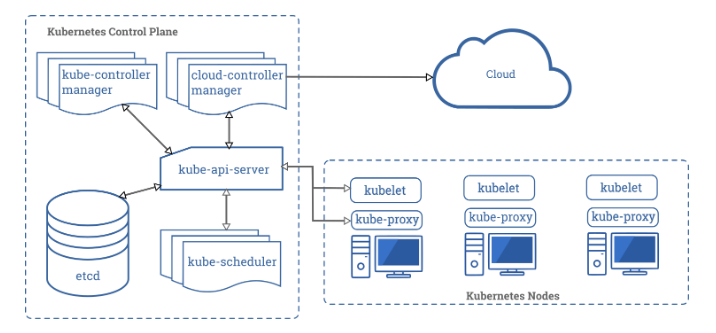 Kubernetes Control Plane
kube-controller
manager
cloud-controller
manager
Cloud
kube-api-server
kubelet
kubelet
kubelet
kube-proxy
kube-proxy
kube-proxy
etcd
kube-scheduler
Kubernetes Nodes